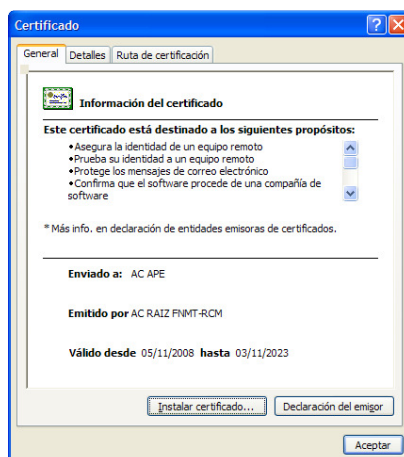 Certificado
General Detalles Ruta de certificación
Información del certificado
Este certificado está destinado a los siguientes propósitos:
•Asegura la identidad de un equipo remoto
•Prueba su identidad a un equipo remoto
•Protege los mensajes de correo electrónico
•Confirma que el software procede de una compañía de
software
* Más info. en declaración de entidades emisoras de certificados.
Enviado a: AC APE
Emitido por AC RAIZ FNMT-RCM
Válido desde 05/11/2008 hasta 03/11/2023
Instalar certificado... Declaración del emisor
Aceptar